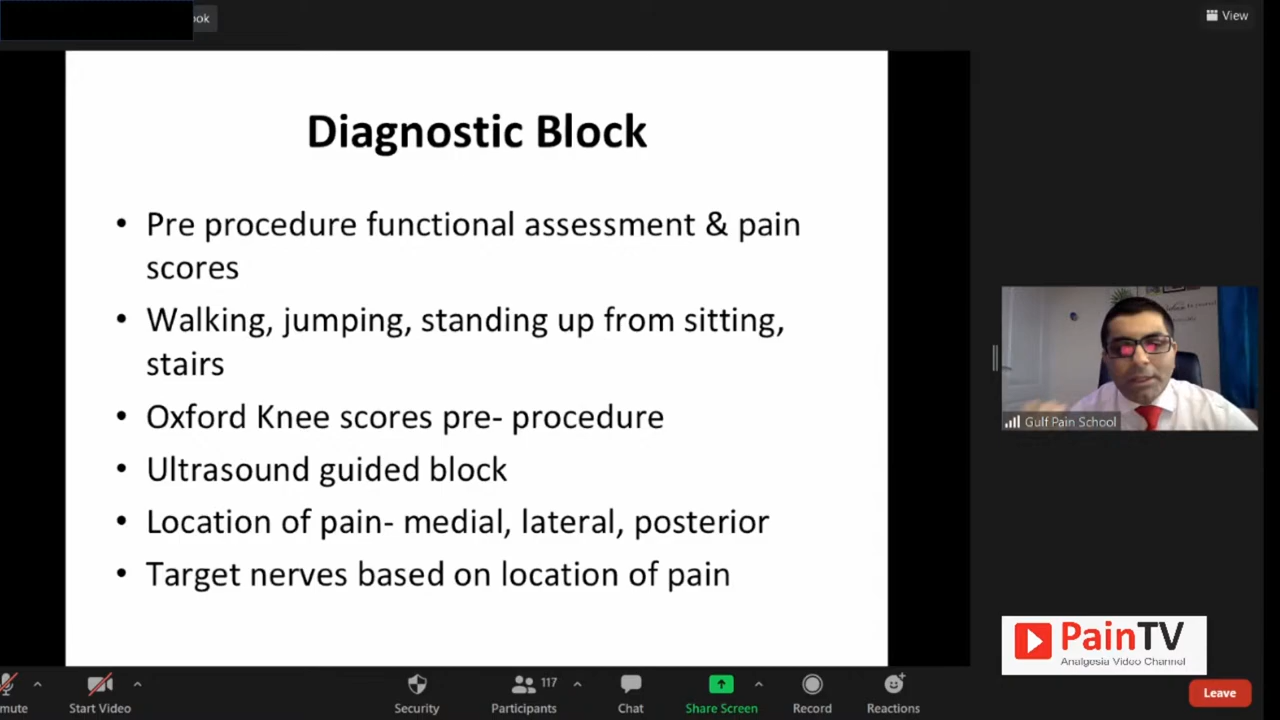 ook
View
Diagnostic Block
• Pre procedure functional assessment & pain
scores
• Walking, jumping, standing up from sitting,
stairs
• Oxford Knee scores pre- procedure
• Ultrasound guided block
• Location of pain- medial, lateral, posterior
• Target nerves based on location of pain
Gulf Pain School
PainTV
Analgesia Video Channel
mute
Start Video
Security
117
Participants
Chat
Share Screen
Record
Reactions
Leave